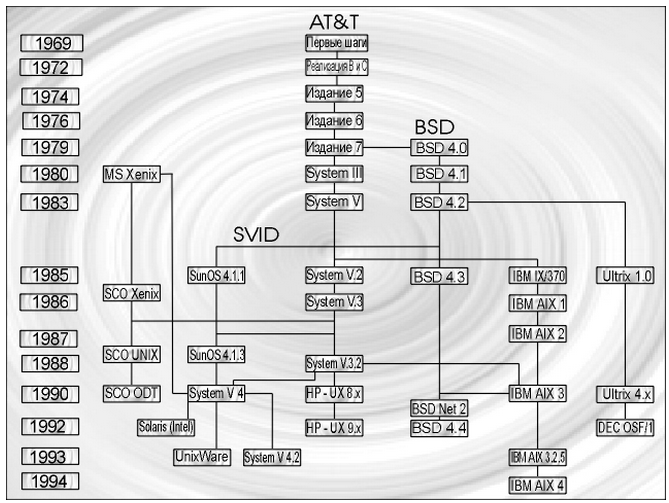 AT&T
1969 Первые шаги
1972 Реализация В и С
1974 Издание 5
1976 Издание 6
BSD
1979 Издание 7 BSD 4.0
1980 MS Xenix System III BSD 4.1
1983 System V BSD 4.2
SVID
1985 SunOS 4.1.1 System V.2 BSD 4.3 IBM IX/370 Ultrix 1.0
SCO Xenix
1986 System V.3 IBM AIX 1
1987 IBM AIX 2
SCO UNIX SunOS 4.1.3
1988 System V.3.2
1990 SCO ODT System V 4 HP - UX 8.x IBM AIX 3 Ultrix 4.x
BSD Net 2
1992 Solaris (Intel) HP - UX 9.x BSD 4.4 DEC OSF/1
1993 UnixWare System V 4.2 IBM AIX 3.2.5
1994 IBM AIX 4